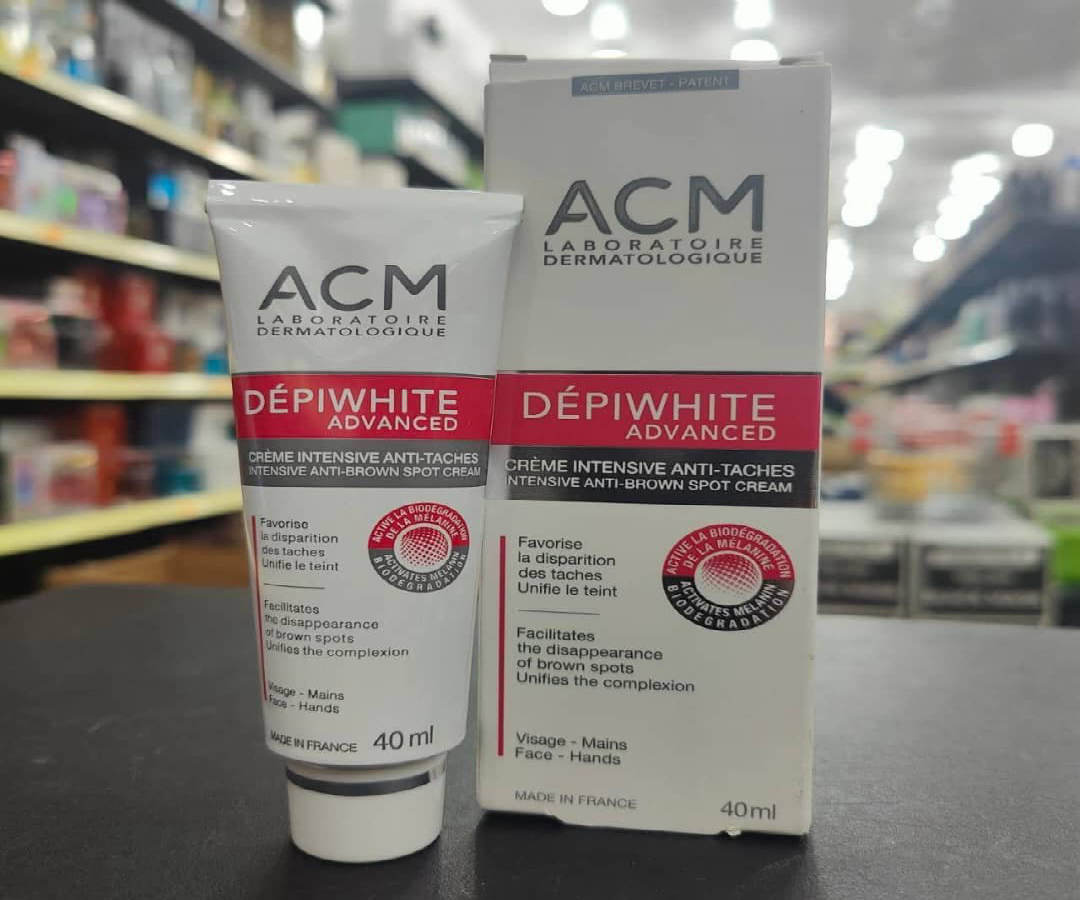 ACM
LABORATOIRE
DERMATOLOGIQUE
DÉPIWHITE
ADVANCED
CRÈME INTENSIVE ANTI-TACHES
INTENSIVE ANTI-BROWN SPOT CREAM
Favorise
la disparition
des taches
Unifie le teint
ACTIVE LA BIODÉGRADATION
DE LA MÉLANINE
ACTIVATES MELANIN
BIODEGRADATION
Facilitates
the disappearance
of brown spots
Unifies the complexion
Visage - Mains
Face - Hands
MADE IN FRANCE
40 ml
ACM BREVET - PATENT
ACM
LABORATOIRE
DERMATOLOGIQUE
DÉPIWHITE
ADVANCED
CRÈME INTENSIVE ANTI-TACHES
INTENSIVE ANTI-BROWN SPOT CREAM
Favorise
la disparition
des taches
Unifie le teint
ACTIVE LA BIODÉGRADATION
DE LA MÉLANINE
ACTIVATES MELANIN
BIODEGRADATION
Facilitates
the disappearance
of brown spots
Unifies the complexion
Visage - Mains
Face - Hands
MADE IN FRANCE
40 ml